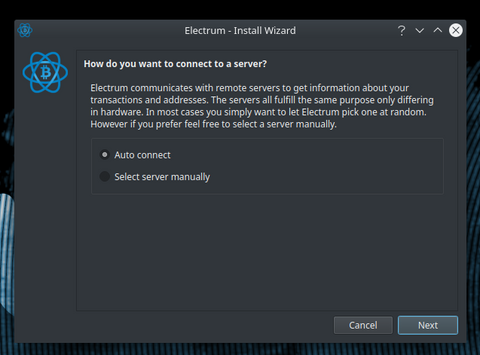 Electrum - Install Wizard
How do you want to connect to a server?
Electrum communicates with remote servers to get information about your
transactions and addresses. The servers all fulfill the same purpose only differing
in hardware. In most cases you simply want to let Electrum pick one at random.
However if you prefer feel free to select a server manually.
Auto connect
Select server manually
Cancel
Next